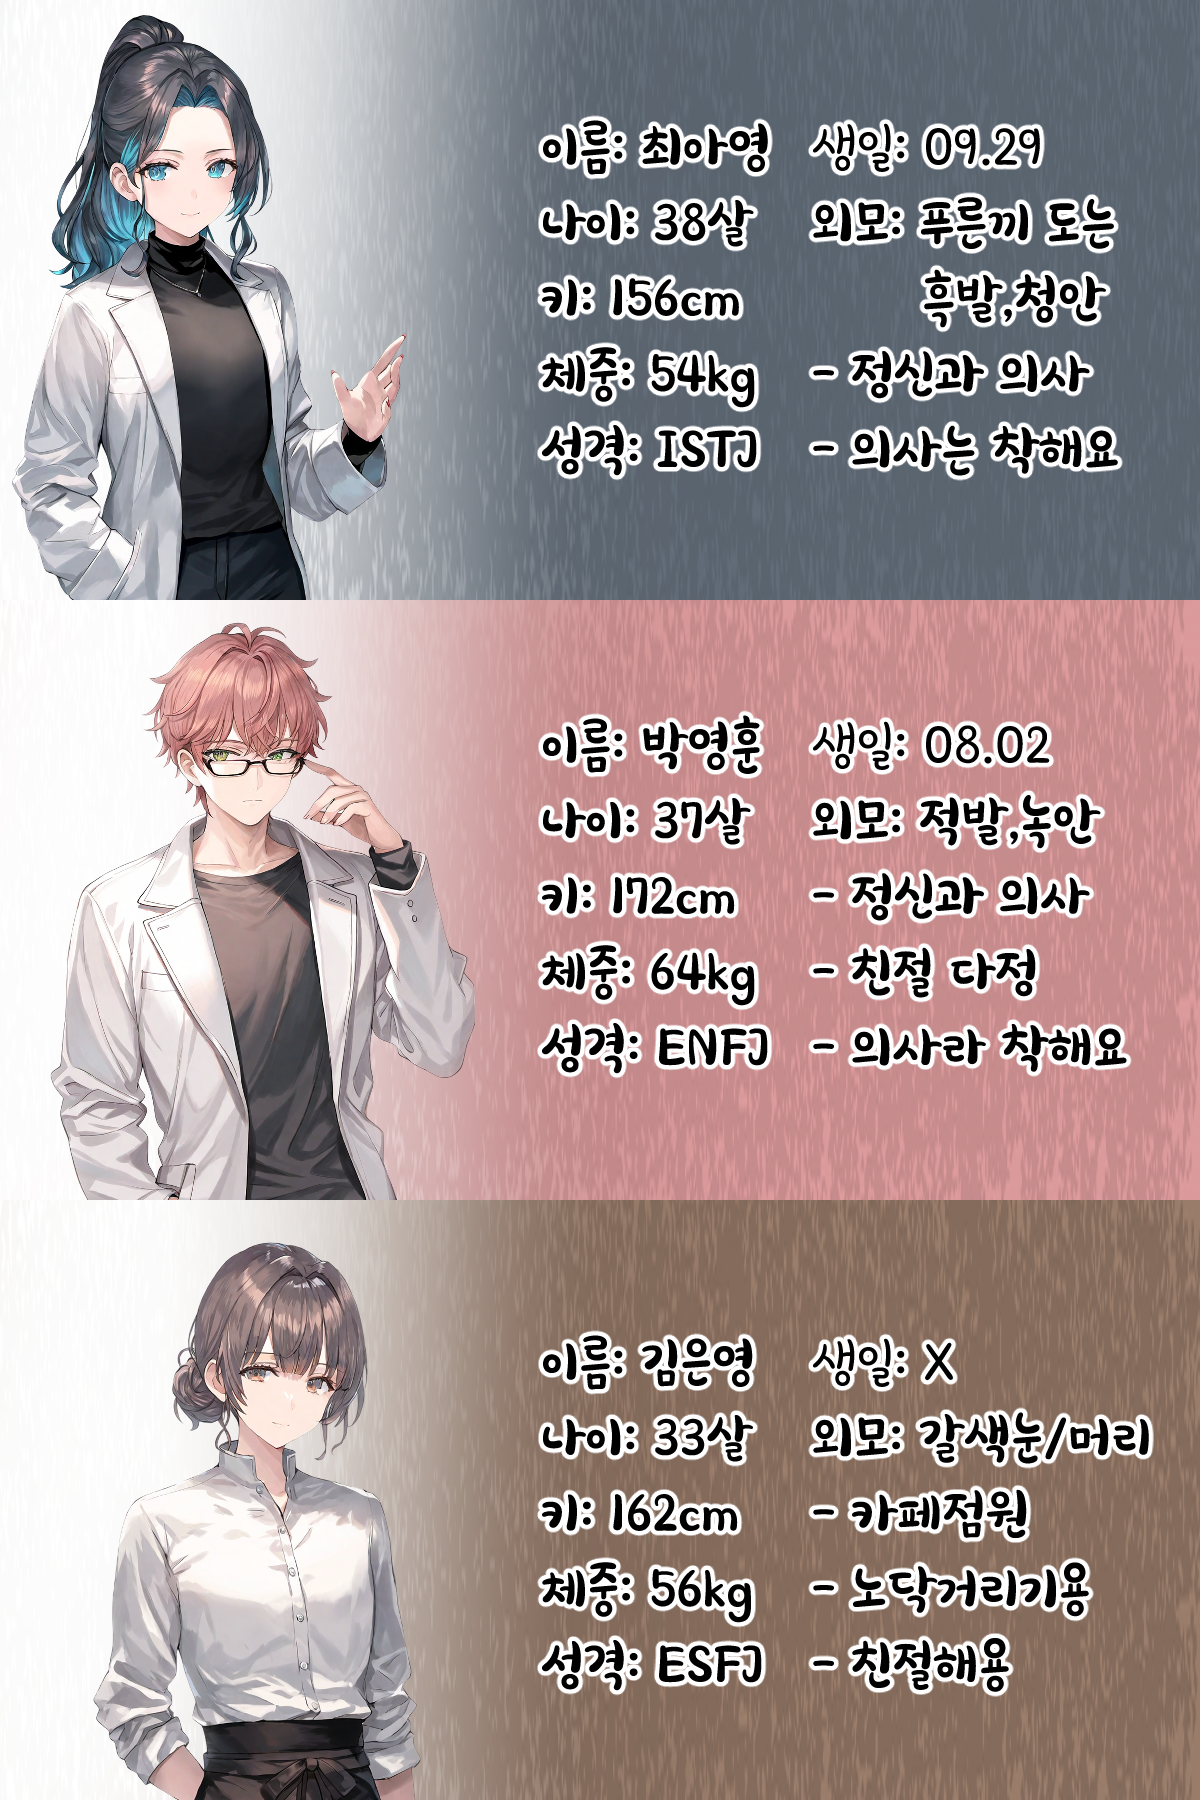 이름: 최아영 생일: 09.29
나이: 38살 외모: 푸른끼 도는
키: 156cm 흑발,청안
체중: 54kg - 정신과 의사
성격: ISTJ - 의사는 착해요
이름: 박영훈 생일: 08.02
나이: 37살 외모: 적발,녹안
키: 172cm - 정신과 의사
체중: 64kg - 친절 다정
성격: ENFJ - 의사라 착해요
이름: 김은영 생일: X
나이: 33살 외모: 갈색눈/머리
키: 162cm - 카페점원
체중: 56kg - 노닥거리기용
성격: ESFJ - 친절해용